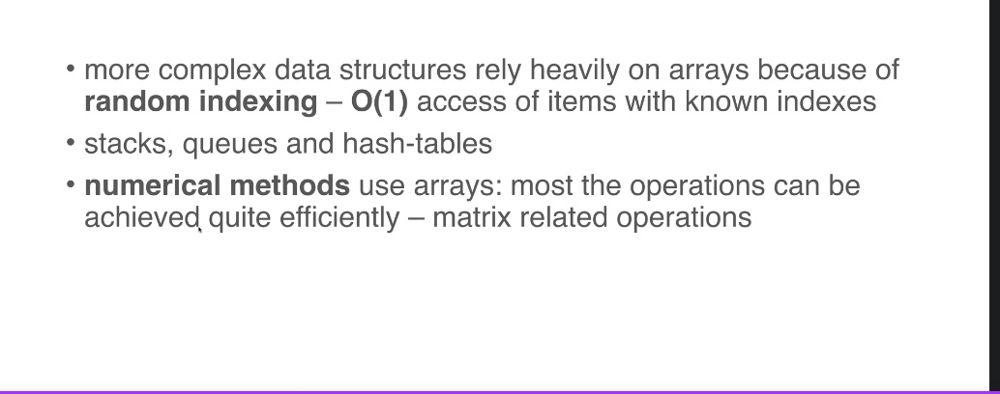 • more complex data structures rely heavily on arrays because of
random indexing – O(1) access of items with known indexes
• stacks, queues and hash-tables
• numerical methods use arrays: most the operations can be
achieved quite efficiently – matrix related operations